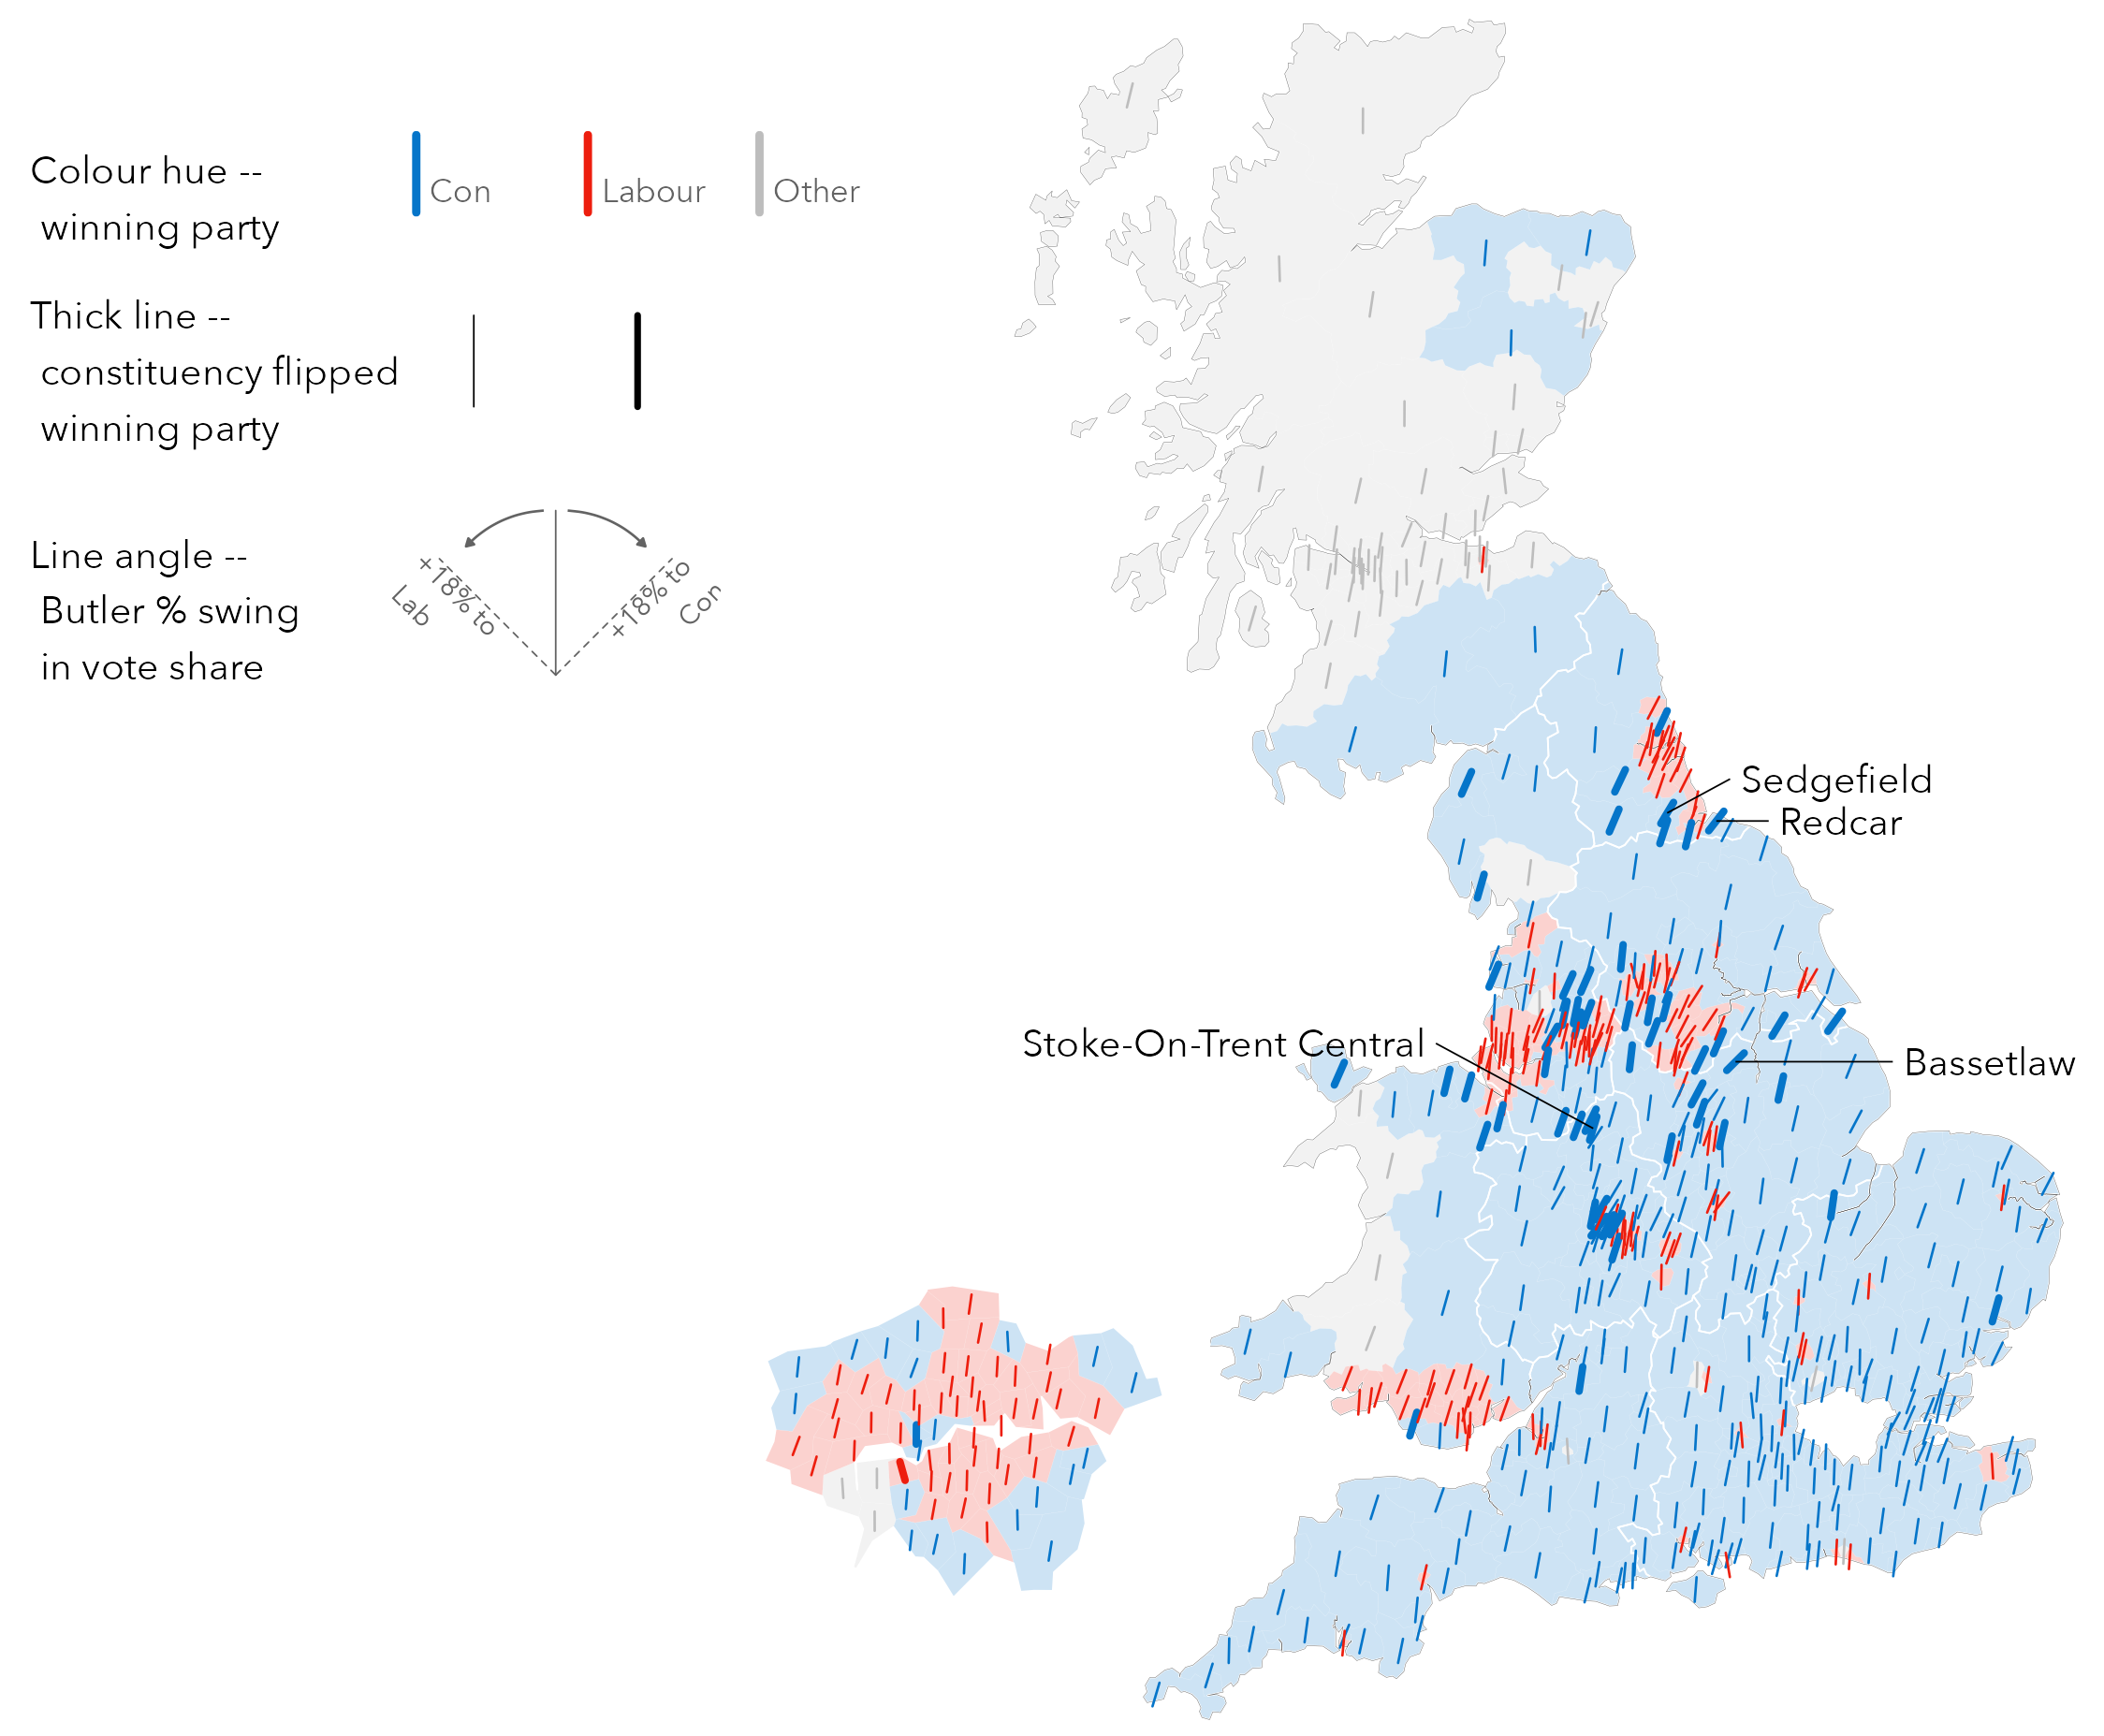 Colour hue --
winning party
Con
Labour
Other
Thick line --
constituency flipped
winning party
Line angle --
Butler % swing
in vote share
+18% to
Lab
+18% to
Con
Sedgefield
Redcar
Stoke-On-Trent Central
Bassetlaw